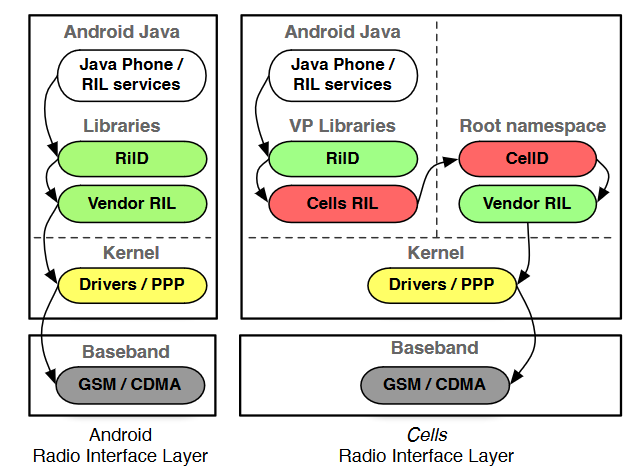 Android Java
Java Phone /
RIL services
Libraries
RilD
Vendor RIL
Kernel
Drivers / PPP
Baseband
GSM / CDMA
Android
Radio Interface Layer
Android Java
Java Phone /
RIL services
VP Libraries
RilD
Cells RIL
Root namespace
CellD
Vendor RIL
Kernel
Drivers / PPP
Baseband
GSM / CDMA
Cells
Radio Interface Layer